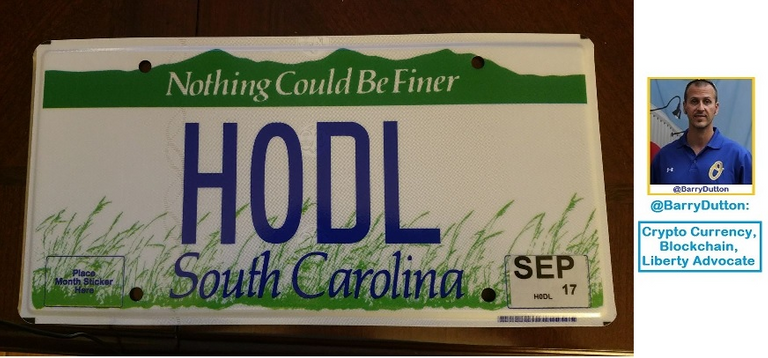 Nothing Could Be Finer
HODL
South Carolina
Place
Month Sticker
Here
SEP
17
H0DL
@BarryDutton
@BarryDutton:
Crypto Currency,
Blockchain,
Liberty Advocate